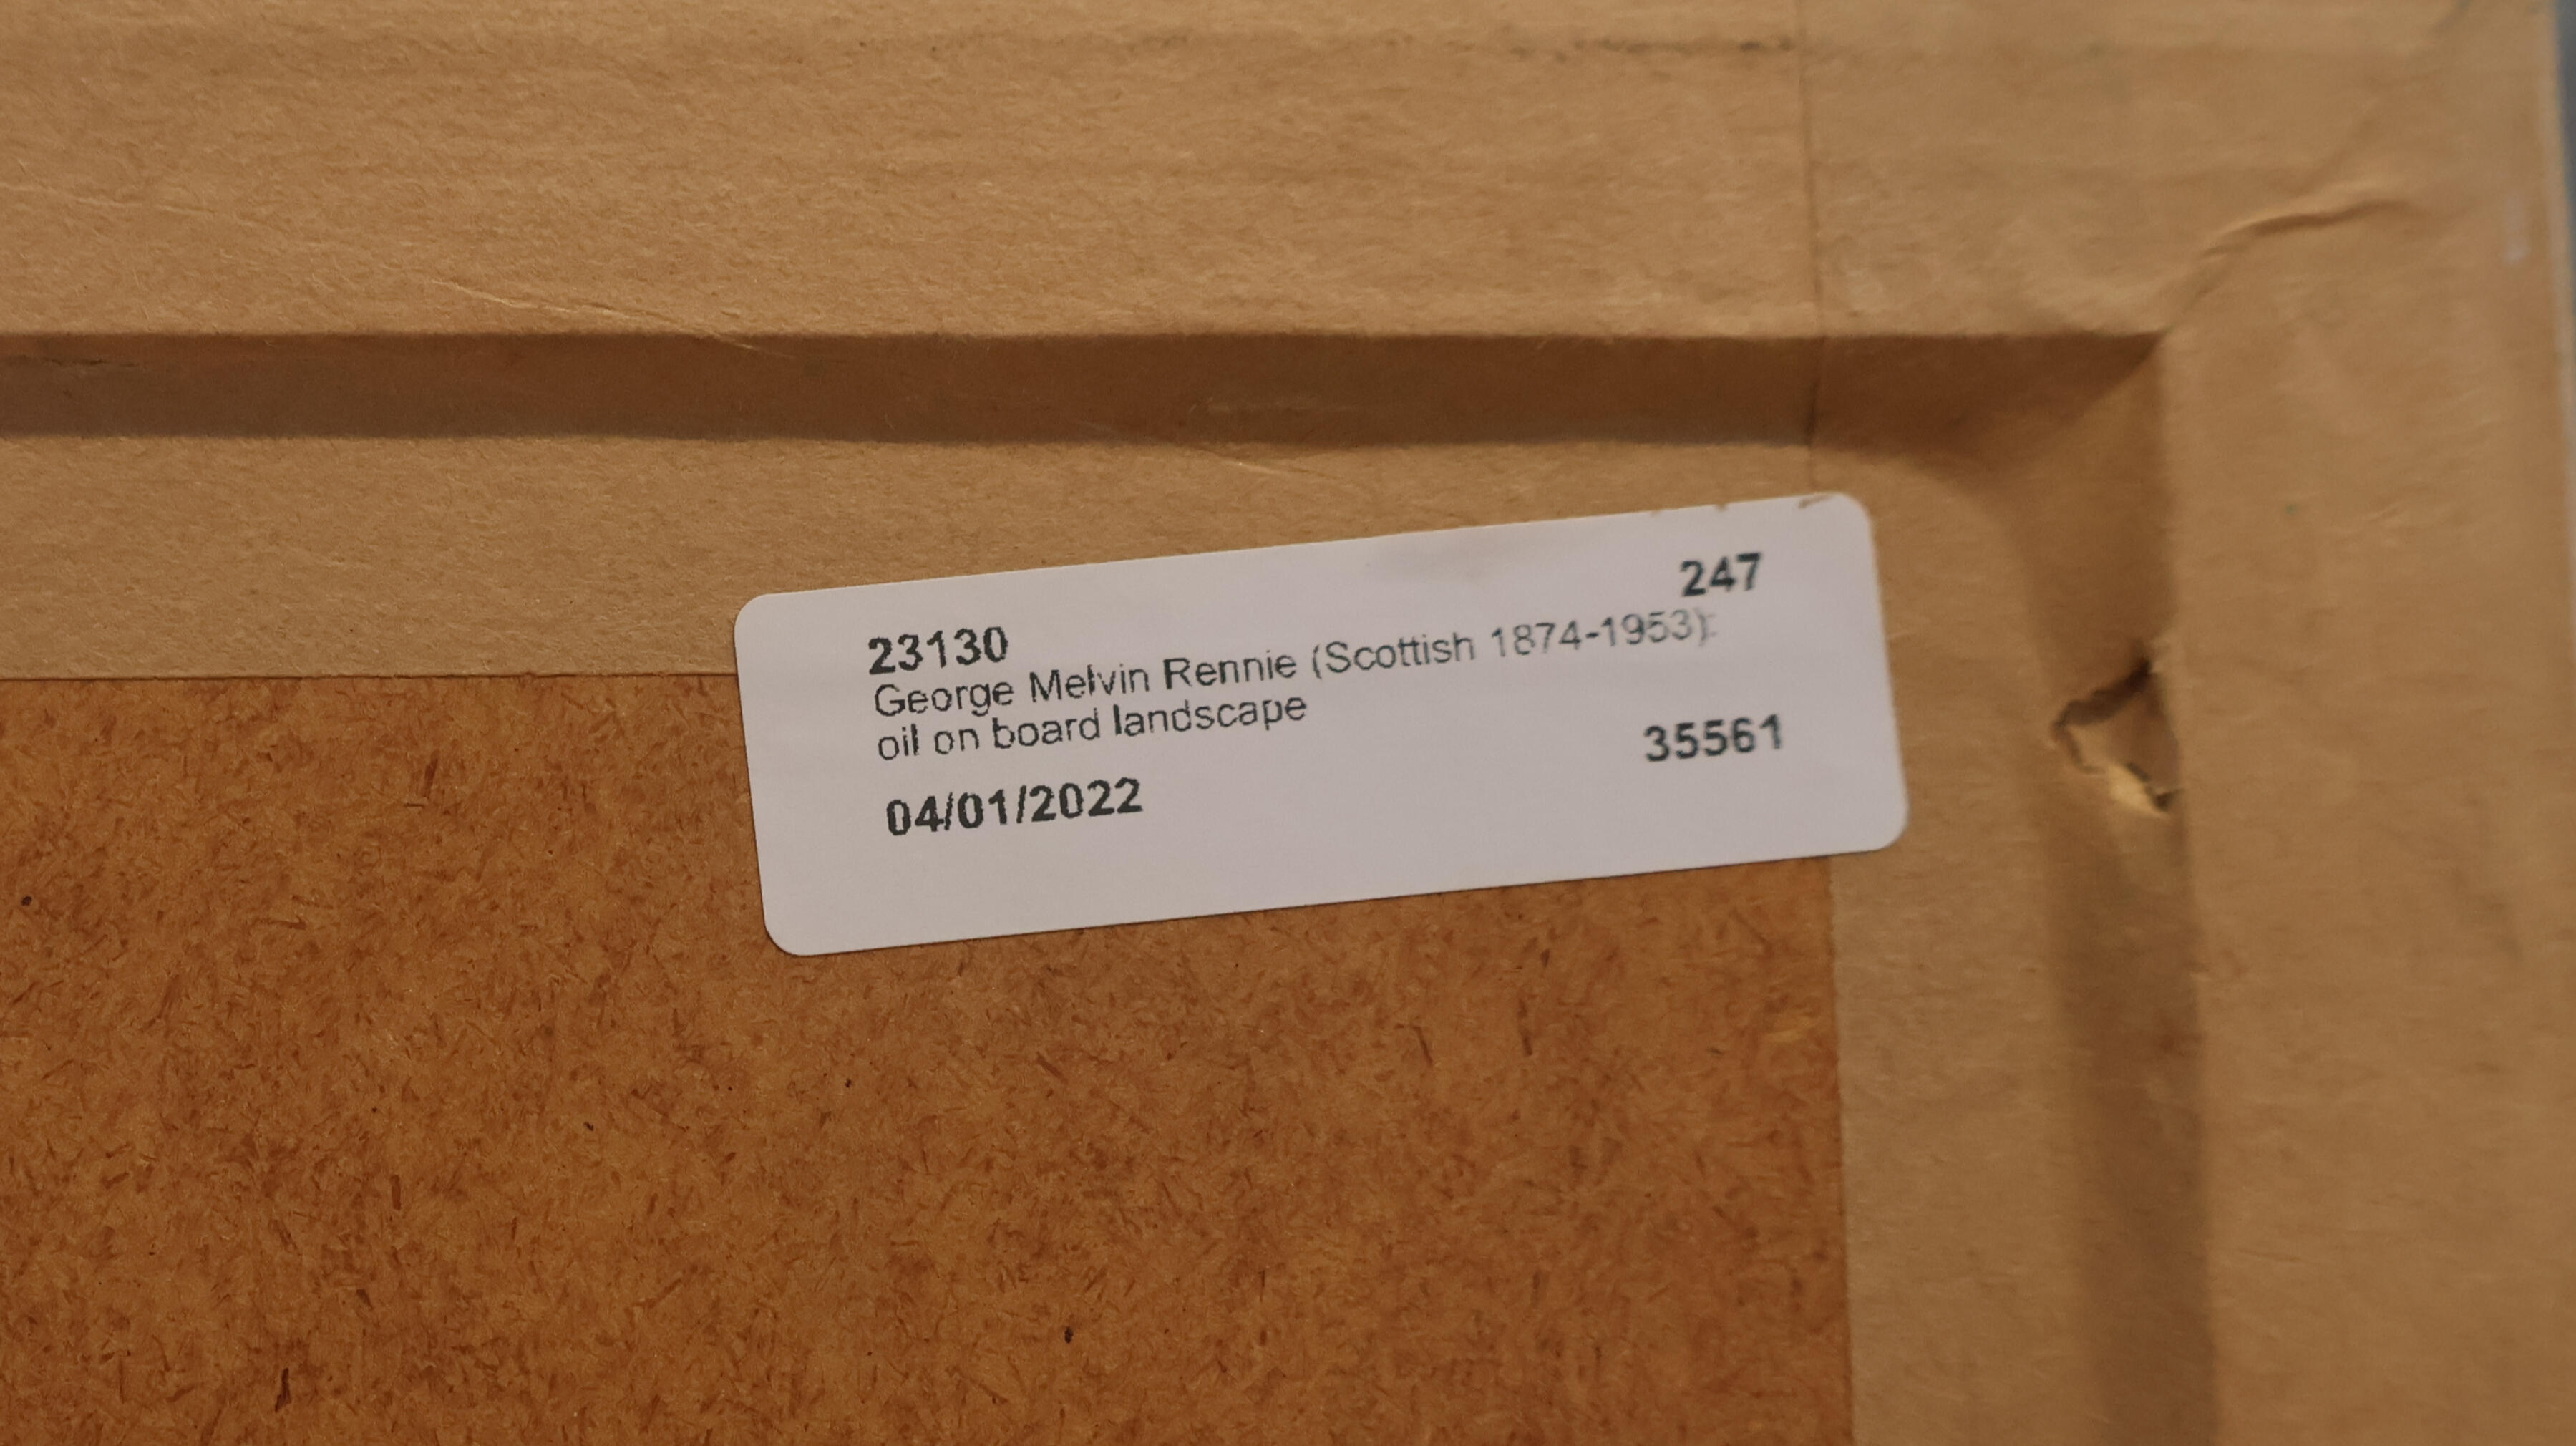 247
23130
George Melvin Rennie (Scottish 1874-1953):
oil on board landscape
35561
04/01/2022